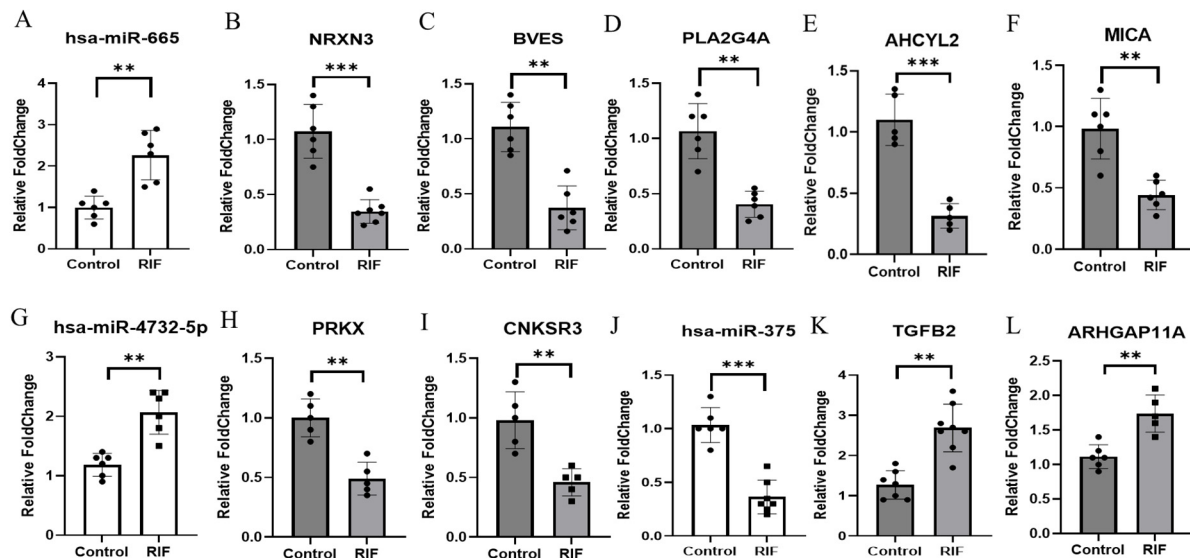 A
hsa-miR-665
**
Relative FoldChange
4
3
2
1
0
Control RIF
B
NRXN3
***
Relative FoldChange
1.5
1.0
0.5
0.0
Control RIF
C
BVES
**
Relative FoldChange
1.5
1.0
0.5
0.0
Control RIF
D
PLA2G4A
**
Relative FoldChange
1.5
1.0
0.5
0.0
Control RIF
E
AHCYL2
***
Relative FoldChange
1.5
1.0
0.5
0.0
Control RIF
F
MICA
**
Relative FoldChange
1.5
1.0
0.5
0.0
Control RIF
G
hsa-miR-4732-5p
**
Relative FoldChange
3
2
1
0
Control RIF
H
PRKX
**
Relative FoldChange
1.5
1.0
0.5
0.0
Control RIF
I
CNKSR3
**
Relative FoldChange
1.5
1.0
0.5
0.0
Control RIF
J
hsa-miR-375
***
Relative FoldChange
1.5
1.0
0.5
0.0
Control RIF
K
TGFB2
**
Relative FoldChange
4
3
2
1
0
Control RIF
L
ARHGAP11A
**
Relative FoldChange
2.5
2.0
1.5
1.0
0.5
0.0
Control RIF